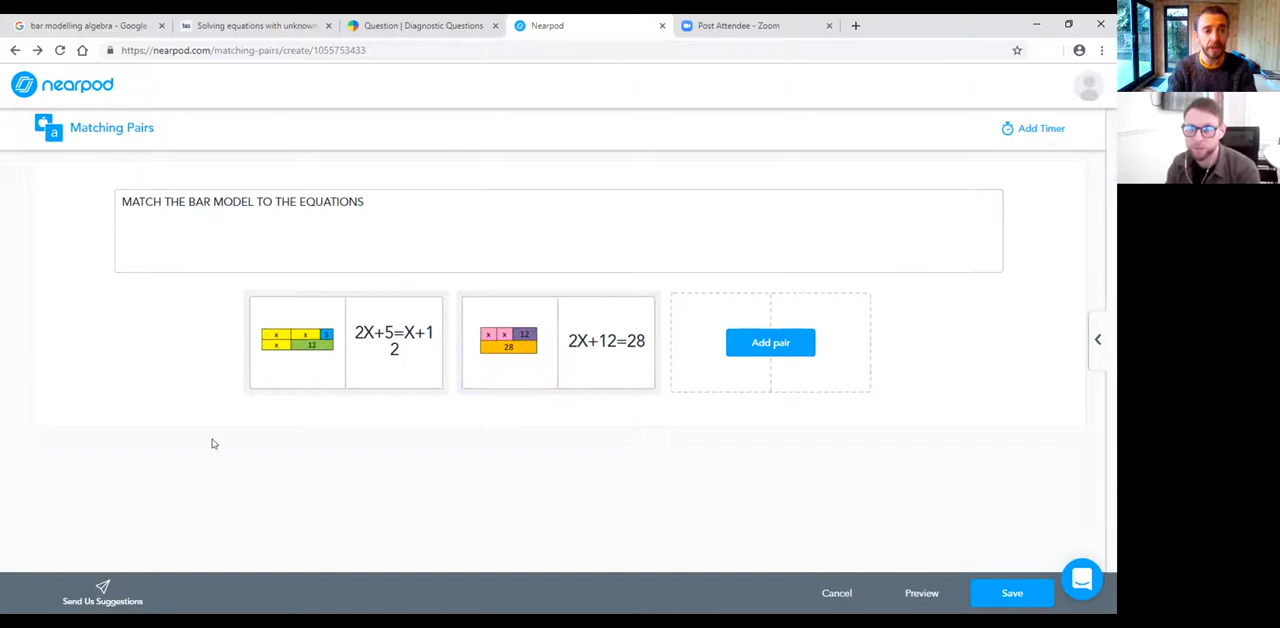 bar modelling algebra - Google
Solving equations with unknown
Question | Diagnostic Questions
Nearpod
Post Attendee - Zoom
https://nearpod.com/matching-pairs/create/1055753433
nearpod
a
Matching Pairs
Add Timer
MATCH THE BAR MODEL TO THE EQUATIONS
x x 5
x 12
2X+5=X+1
2
x x 12
28
2X+12=28
Add pair
Send Us Suggestions
Cancel
Preview
Save